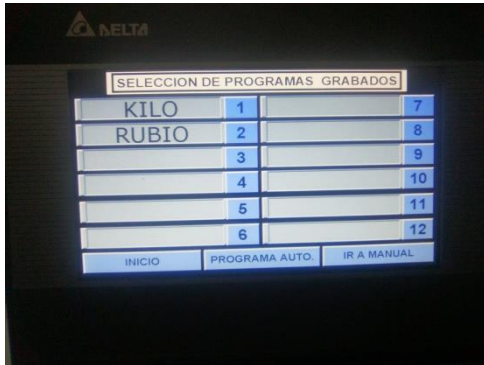 DELTA
SELECCION DE PROGRAMAS GRABADOS
KILO 1 7
RUBIO 2 8
3 9
4 10
5 11
6 12
INICIO PROGRAMA AUTO. IR A MANUAL